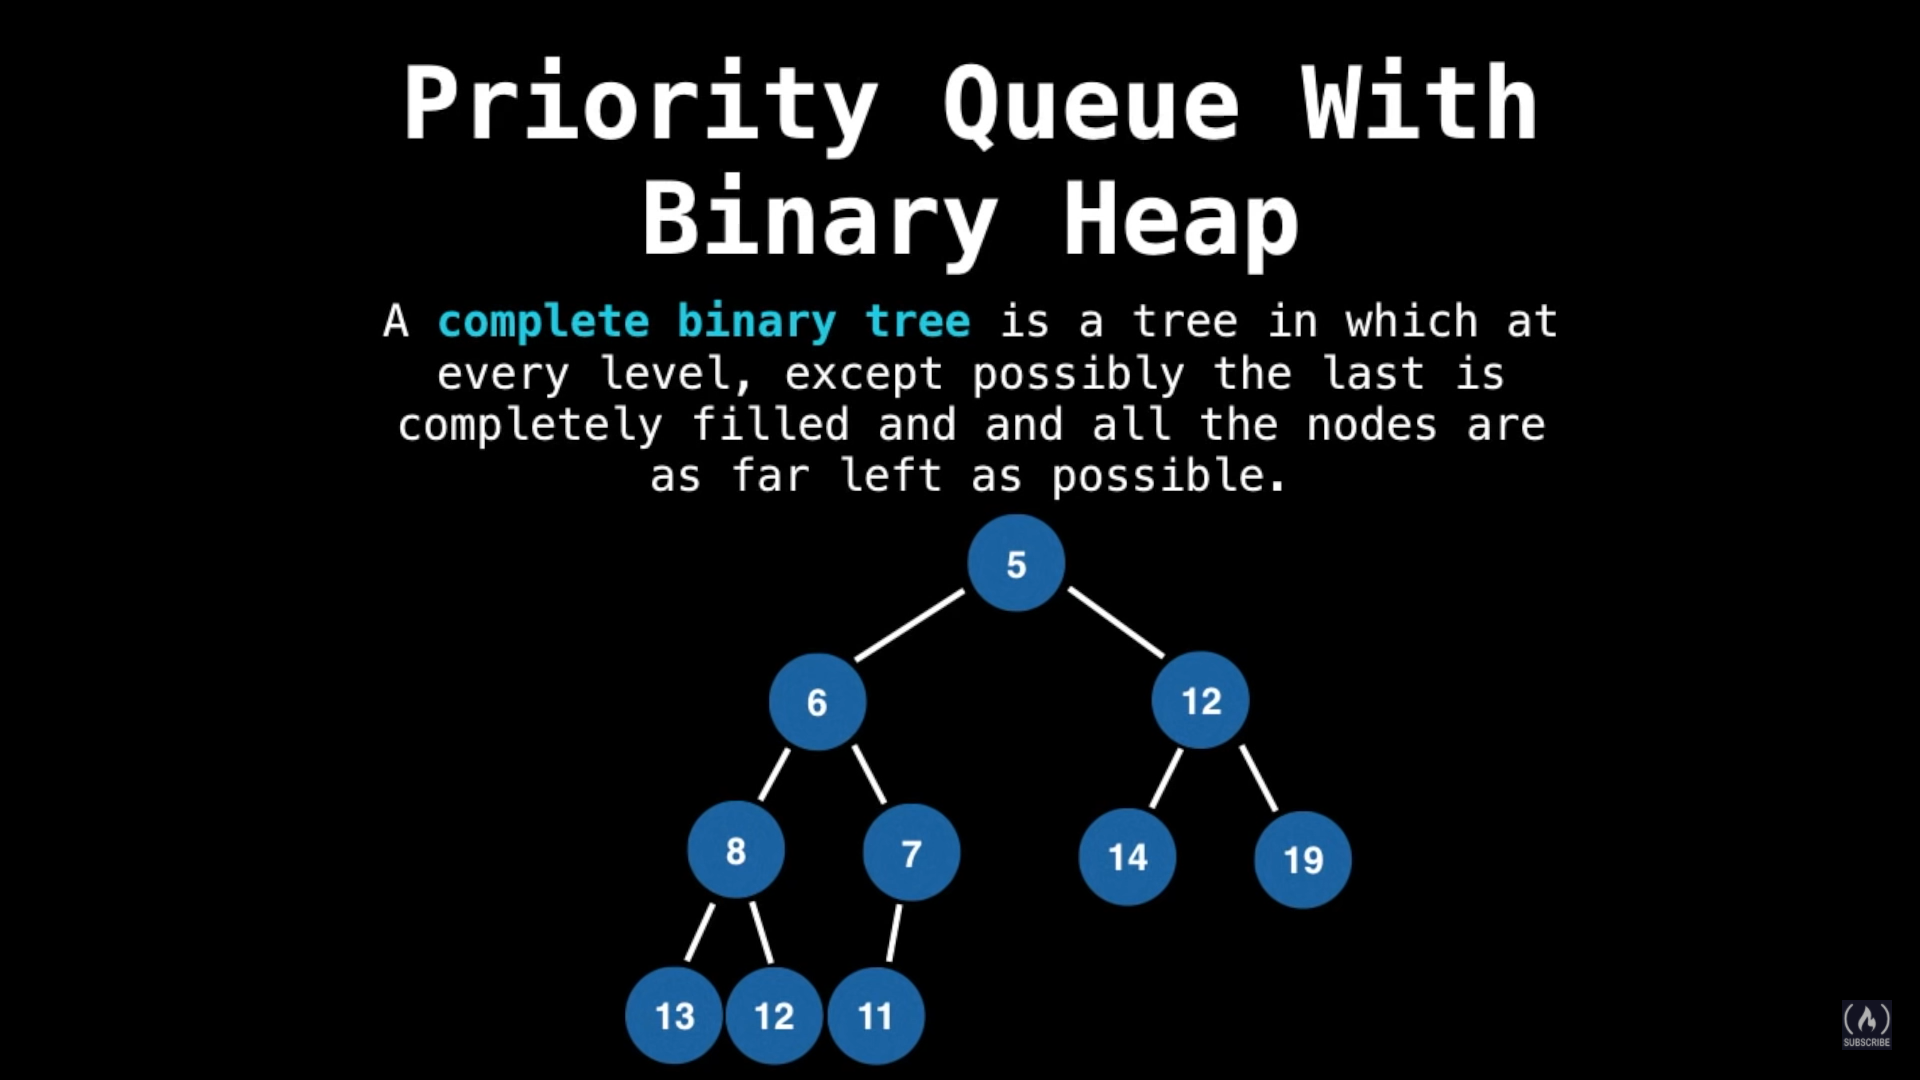 Priority Queue With
Binary Heap
A complete binary tree is a tree in which at
every level, except possibly the last is
completely filled and and all the nodes are
as far left as possible.
5
6 12
8 7 14 19
13 12 11
SUBSCRIBE